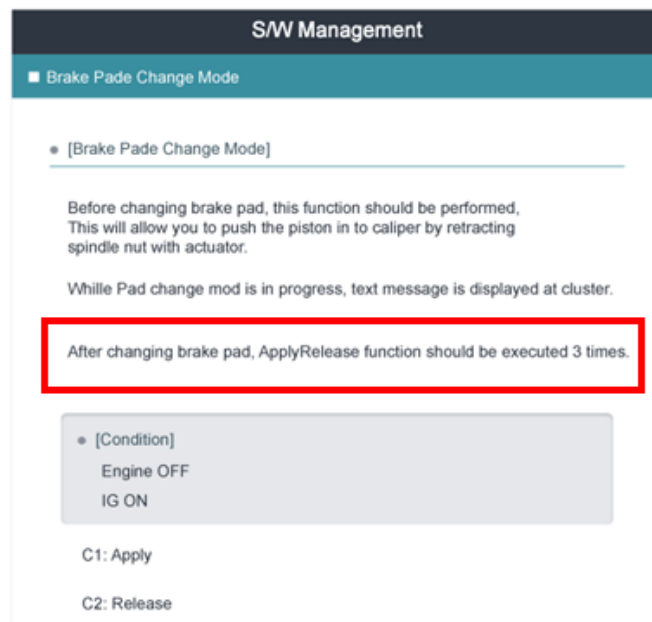 S/W Management
Brake Pade Change Mode
[Brake Pade Change Mode]
Before changing brake pad, this function should be performed,
This will allow you to push the piston in to caliper by retracting
spindle nut with actuator.
Whille Pad change mod is in progress, text message is displayed at cluster.
After changing brake pad, ApplyRelease function should be executed 3 times.
[Condition]
Engine OFF
IG ON
C1: Apply
C2: Release